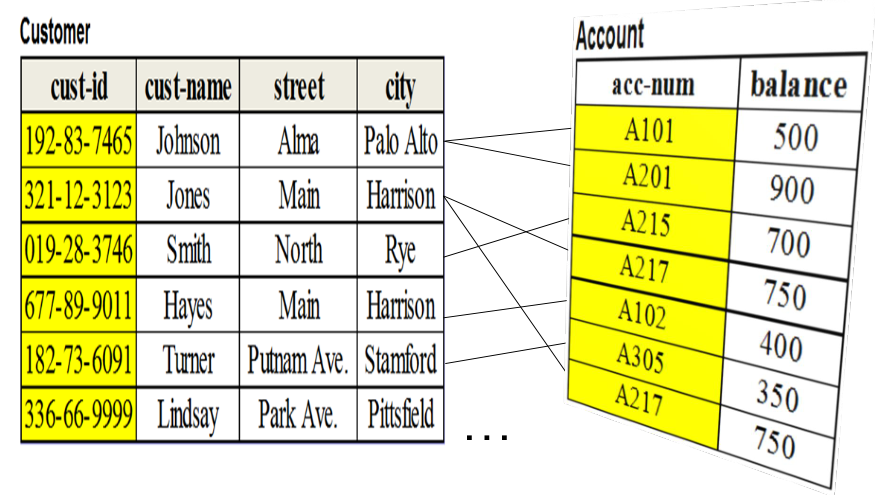 Customer
cust-id cust-name street city
192-83-7465 Johnson Alma Palo Alto
321-12-3123 Jones Main Harrison
019-28-3746 Smith North Rye
677-89-9011 Hayes Main Harrison
182-73-6091 Turner Putnam Ave. Stamford
336-66-9999 Lindsay Park Ave. Pittsfield
...
Account
acc-num balance
A101 500
A201 900
A215 700
A217 750
A102 400
A305 350
A217 750